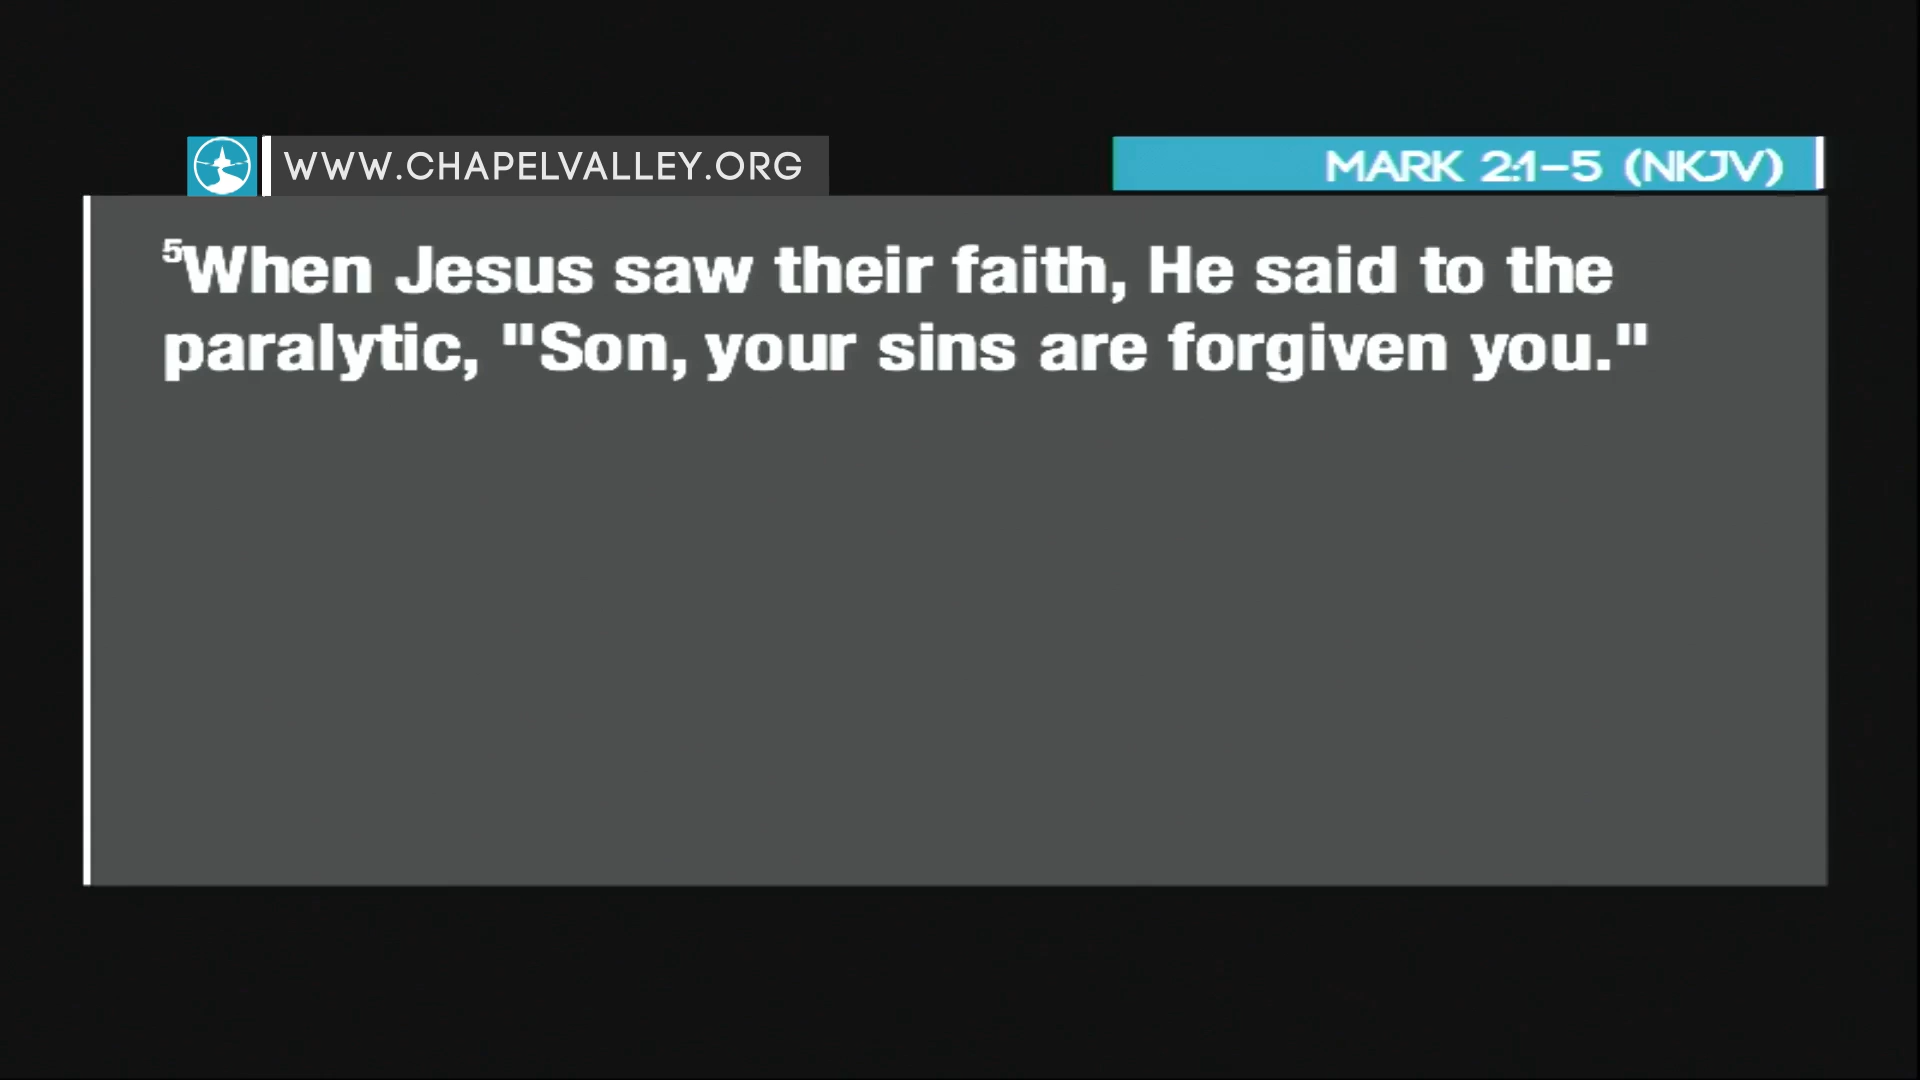 WWW.CHAPELVALLEY.ORG
MARK 2:1-5 (NKJV)
5When Jesus saw their faith, He said to the
paralytic, "Son, your sins are forgiven you."